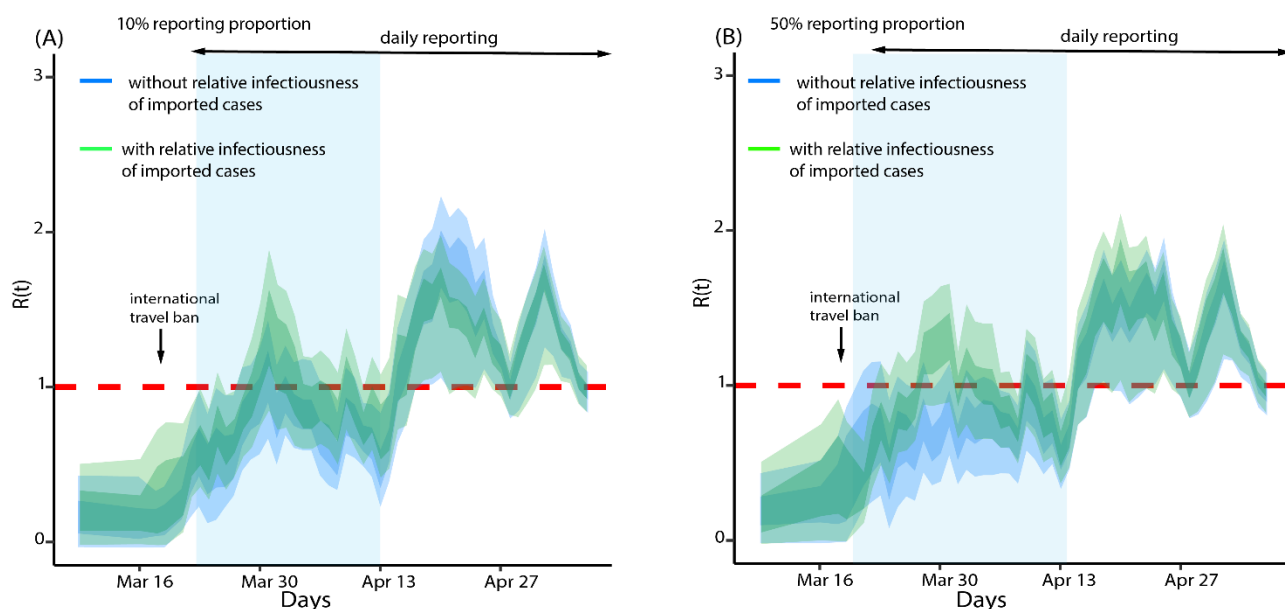 (A)
10% reporting proportion
daily reporting
without relative infectiousness
of imported cases
with relative infectiousness
of imported cases
international
travel ban
R(t)
3
2
1
0
Mar 16
Mar 30
Apr 13
Apr 27
Days
(B)
50% reporting proportion
daily reporting
without relative infectiousness
of imported cases
with relative infectiousness
of imported cases
international
travel ban
R(t)
3
2
1
0
Mar 16
Mar 30
Apr 13
Apr 27
Days